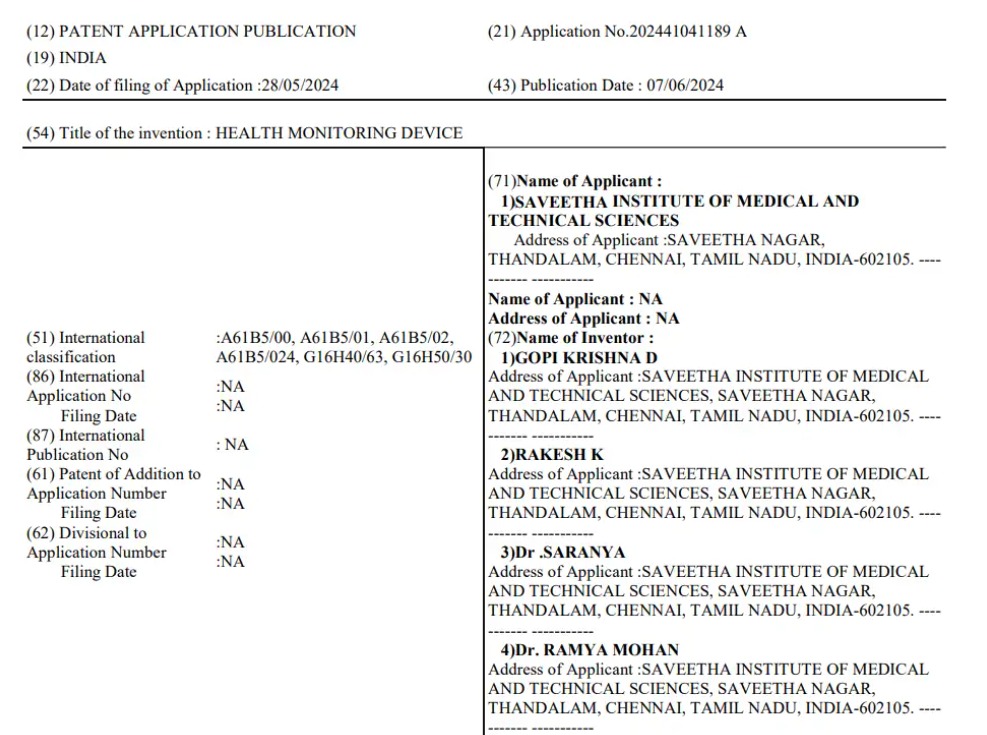 (12) PATENT APPLICATION PUBLICATION
(21) Application No.202441041189 A
(19) INDIA
(22) Date of filing of Application :28/05/2024
(43) Publication Date : 07/06/2024
(54) Title of the invention : HEALTH MONITORING DEVICE
(51) International
classification
:A61B5/00, A61B5/01, A61B5/02,
A61B5/024, G16H40/63, G16H50/30
(86) International
Application No
Filing Date
:NA
:NA
(87) International
Publication No
: NA
(61) Patent of Addition to
Application Number
Filing Date
:NA
:NA
(62) Divisional to
Application Number
Filing Date
:NA
:NA
(71)Name of Applicant :
1)SAVEETHA INSTITUTE OF MEDICAL AND
TECHNICAL SCIENCES
Address of Applicant :SAVEETHA NAGAR,
THANDALAM, CHENNAI, TAMIL NADU, INDIA-602105. ----
------- -----------
Name of Applicant : NA
Address of Applicant : NA
(72)Name of Inventor :
1)GOPI KRISHNA D
Address of Applicant :SAVEETHA INSTITUTE OF MEDICAL
AND TECHNICAL SCIENCES, SAVEETHA NAGAR,
THANDALAM, CHENNAI, TAMIL NADU, INDIA-602105. ----
------- -----------
2)RAKESH K
Address of Applicant :SAVEETHA INSTITUTE OF MEDICAL
AND TECHNICAL SCIENCES, SAVEETHA NAGAR,
THANDALAM, CHENNAI, TAMIL NADU, INDIA-602105. ----
------- -----------
3)Dr .SARANYA
Address of Applicant :SAVEETHA INSTITUTE OF MEDICAL
AND TECHNICAL SCIENCES, SAVEETHA NAGAR,
THANDALAM, CHENNAI, TAMIL NADU, INDIA-602105. ----
------- -----------
4)Dr. RAMYA MOHAN
Address of Applicant :SAVEETHA INSTITUTE OF MEDICAL
AND TECHNICAL SCIENCES, SAVEETHA NAGAR,
THANDALAM, CHENNAI, TAMIL NADU, INDIA-602105. ----
------- -----------